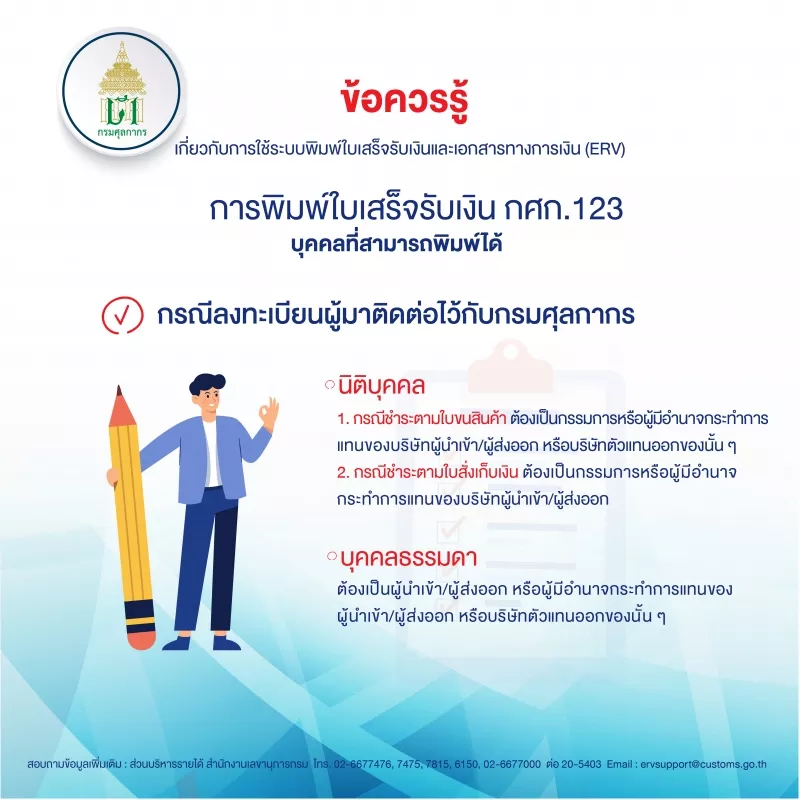 กรมศุลกากร
ข้อควรรู้
เกี่ยวกับการใช้ระบบพิมพ์ใบเสร็จรับเงินและเอกสารทางการเงิน (ERV)
การพิมพ์ใบเสร็จรับเงิน กศก.123
บุคคลที่สามารถพิมพ์ได้
กรณีลงทะเบียนผู้มาติดต่อไว้กับกรมศุลกากร
นิติบุคคล
1. กรณีชำระตามใบขนสินค้า ต้องเป็นกรรมการหรือผู้มีอำนาจกระทำการ
แทนของบริษัทผู้นำเข้า/ผู้ส่งออก หรือบริษัทตัวแทนออกของนั้น ๆ
2. กรณีชำระตามใบสั่งเก็บเงิน ต้องเป็นกรรมการหรือผู้มีอำนาจ
กระทำการแทนของบริษัทผู้นำเข้า/ผู้ส่งออก
บุคคลธรรมดา
ต้องเป็นผู้นำเข้า/ผู้ส่งออก หรือผู้มีอำนาจกระทำการแทนของ
ผู้นำเข้า/ผู้ส่งออก หรือบริษัทตัวแทนออกของนั้น ๆ
สอบถามข้อมูลเพิ่มเติม : ส่วนบริหารรายได้ สำนักงานเลขานุการกรม โทร. 02-6677476, 7475, 7815, 6150, 02-6677000 ต่อ 20-5403 Email : ervsupport@customs.go.th